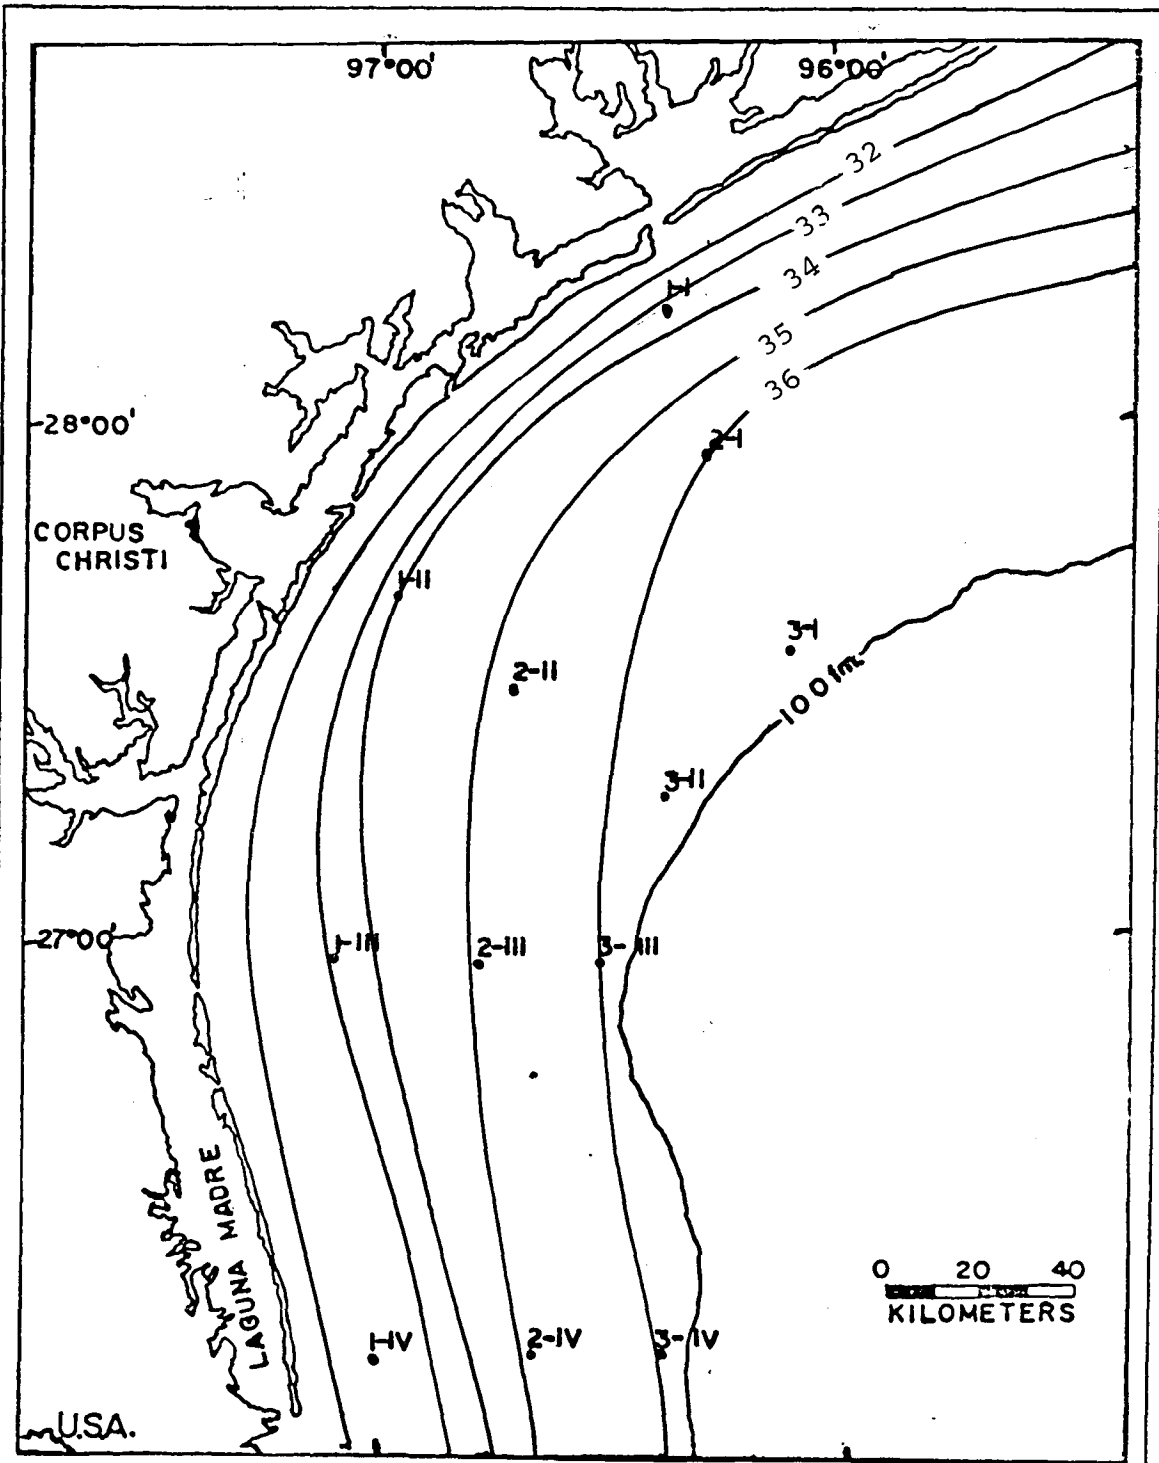 97°00'
96°00'
32
33
1-I
34
35
36
28°00'
2-I
CORPUS
CHRISTI
1-II
3-I
2-II
100 fm.
3-II
27°00'
1-III
2-III
3-III
LAGUNA MADRE
0 20 40
KILOMETERS
1-IV
2-IV
3-IV
U.S.A.